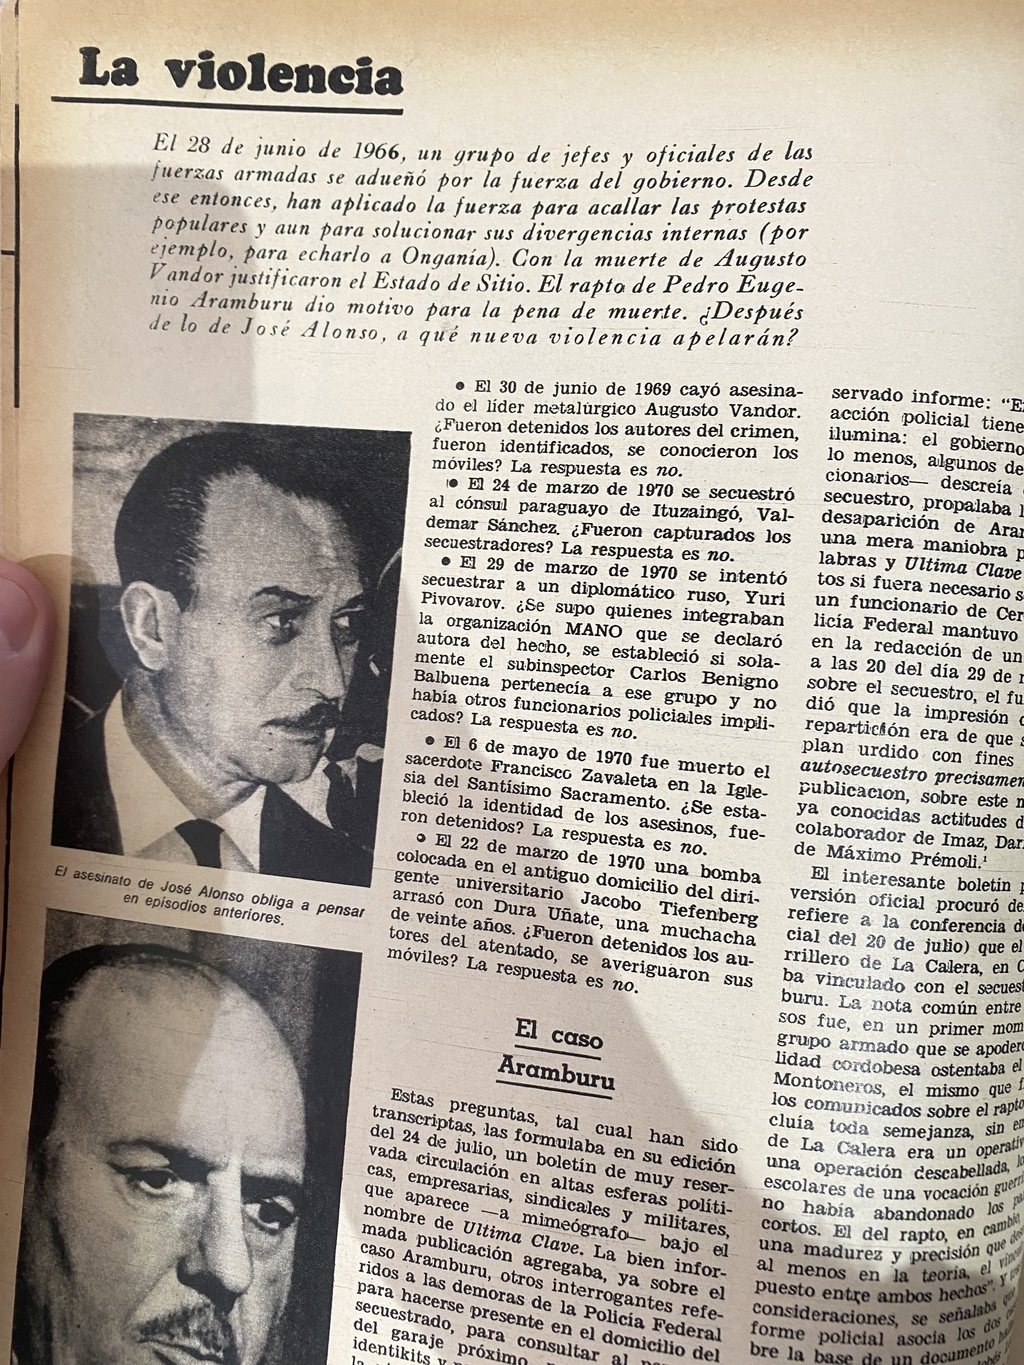 La violencia
El 28 de junio de 1966, un grupo de jefes y oficiales de las
fuerzas armadas se adueñó por la fuerza del gobierno. Desde
ese entonces, han aplicado la fuerza para acallar las protestas
populares y aun para solucionar sus divergencias internas (por
ejemplo, para echarlo a Onganía). Con la muerte de Augusto
Vandor justificaron el Estado de Sitio. El rapto de Pedro Euge-
nio Aramburu dio motivo para la pena de muerte. ¿Después
de lo de José Alonso, a qué nueva violencia apelarán?
El asesinato de José Alonso obliga a pensar
en episodios anteriores.
• El 30 de junio de 1969 cayó asesina-
do el líder metalúrgico Augusto Vandor.
¿Fueron detenidos los autores del crimen,
fueron identificados, se conocieron los
móviles? La respuesta es no.
• El 24 de marzo de 1970 se secuestró
al cónsul paraguayo de Ituzaingó, Val-
demar Sánchez. ¿Fueron capturados los
secuestradores? La respuesta es no.
• El 29 de marzo de 1970 se intentó
secuestrar a un diplomático ruso, Yuri
Pivovarov. ¿Se supo quienes integraban
la organización MANO que se declaró
autora del hecho, se estableció si sola-
mente el subinspector Carlos Benigno
Balbuena pertenecía a ese grupo y no
había otros funcionarios policiales impli-
cados? La respuesta es no.
• El 6 de mayo de 1970 fue muerto el
sacerdote Francisco Zavaleta en la Igle-
sia del Santísimo Sacramento. ¿Se esta-
bleció la identidad de los asesinos, fue-
ron detenidos? La respuesta es no.
• El 22 de marzo de 1970 una bomba
colocada en el antiguo domicilio del diri-
gente universitario Jacobo Tiefenberg
arrasó con Dura Uñate, una muchacha
de veinte años. ¿Fueron detenidos los au-
tores del atentado, se averiguaron sus
móviles? La respuesta es no.
El caso
Aramburu
Estas preguntas, tal cual han sido
transcriptas, las formulaba en su edición
del 24 de julio, un boletín de muy reser-
vada circulación en altas esferas políti-
cas, empresarias, sindicales y militares,
que aparece —a mimeógrafo— bajo el
nombre de Ultima Clave. La bien infor-
mada publicación agregaba, ya sobre el
caso Aramburu, otros interrogantes refe-
ridos a las demoras de la Policía Federal
para hacerse presente en el domicilio del
secuestrado, para consultar al
del garaje próximo,
identikits y
servado informe: "E
acción policial tiene
ilumina: el gobierno
lo menos, algunos de
cionarios— descreía
secuestro, propalaba
desaparición de Ara
una mera maniobra p
labras y Ultima Clave
tos si fuera necesario s
un funcionario de Cer
licía Federal mantuvo
en la redacción de un
a las 20 del día 29 de
sobre el secuestro, el fu
dió que la impresión
repartición era de que s
plan urdido con fines
autosecuestro precisamen
publicacion, sobre este
ya conocidas actitudes d
colaborador de Imaz, Dar
de Máximo Prémoli.¹
El interesante boletín p
versión oficial procuró de
refiere a la conferencia de
cial del 20 de julio) que el
rrillero de La Calera, en C
ba vinculado con el secuest
buru. La nota común entre
sos fue, en un primer mom
grupo armado que se apodero
lidad cordobesa ostentaba el
Montoneros, el mismo que f
los comunicados sobre el rapto
cluía toda semejanza, sin em
de La Calera era un operativ
una operación descabellada, lo
escolares de una vocación guerri
no había abandonado los pa
cortos. El del rapto, en cambio
una madurez y precisión que
al menos en la teoría, el víncu
puesto entre ambos hechos".
consideraciones, se señalaba que
forme policial asocia los dos
bre la base de un documento